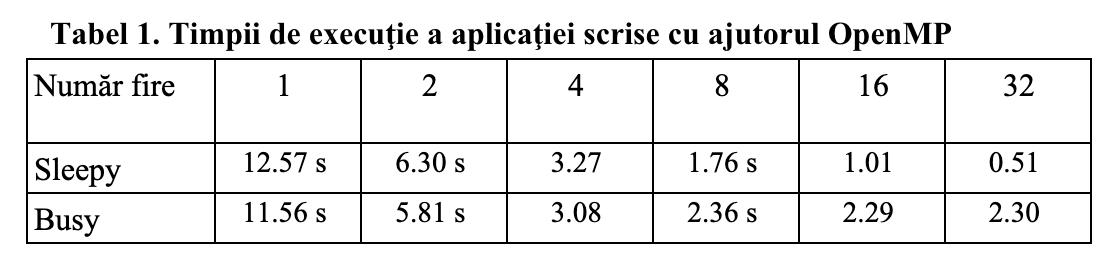 Tabel 1. Timpii de execuţie a aplicaţiei scrise cu ajutorul OpenMP
Număr fire 1 2 4 8 16 32
Sleepy 12.57 s 6.30 s 3.27 1.76 s 1.01 0.51
Busy 11.56 s 5.81 s 3.08 2.36 s 2.29 2.30